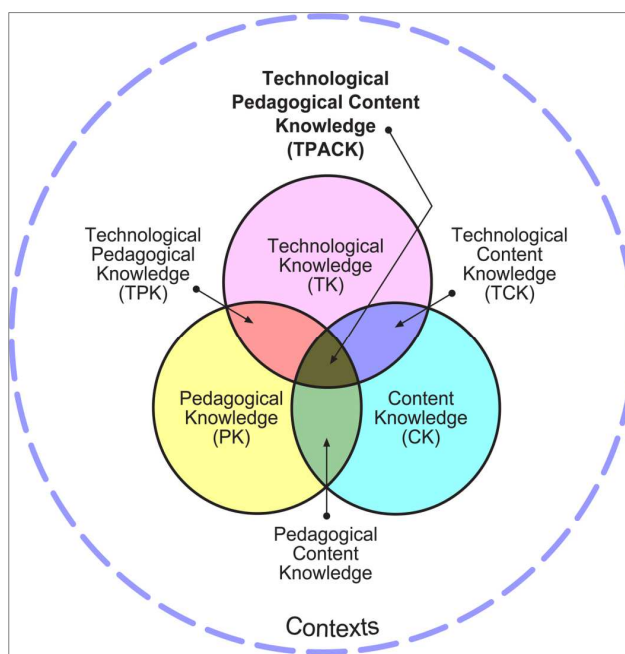 Technological
Pedagogical Content
Knowledge
(TPACK)
Technological
Pedagogical
Knowledge
(TPK)
Technological
Knowledge
(TK)
Technological
Content
Knowledge
(TCK)
Pedagogical
Knowledge
(PK)
Content
Knowledge
(CK)
Pedagogical
Content
Knowledge
Contexts